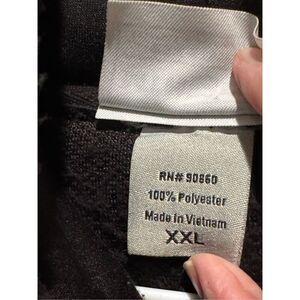 RN# 90860
100% Polyester
Made in Vietnam
XXL